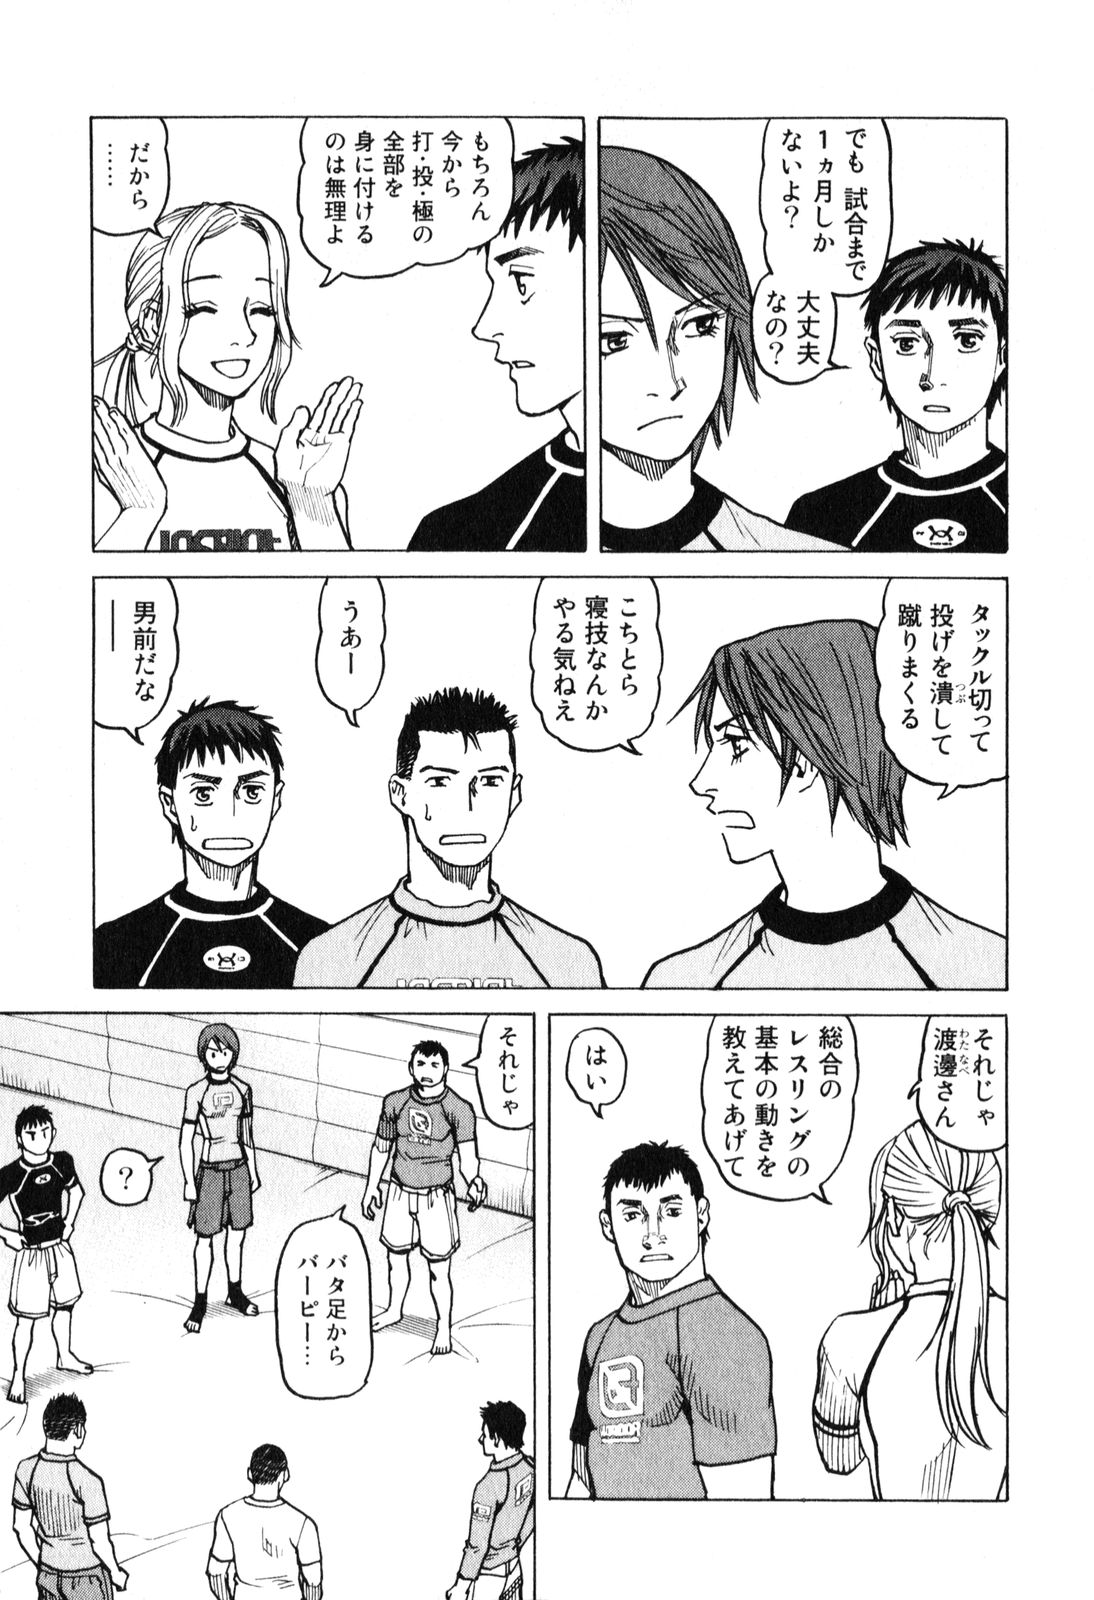 でも 試合まで
1ヵ月しか
ないよ?
大丈夫
なの?
もちろん
今から
打・投・極の
全部を
身に付ける
のは無理よ
だから
……
タックル切って
投げを潰して
つぶ
蹴りまくる
こちとら
寝技なんか
やる気ねえ
うあー
男前だな
――
それじゃ
渡邊さん
わたなべ
総合の
レスリングの
基本の動きを
教えてあげて
はい
それじゃ
?
バタ足から
バーピー…